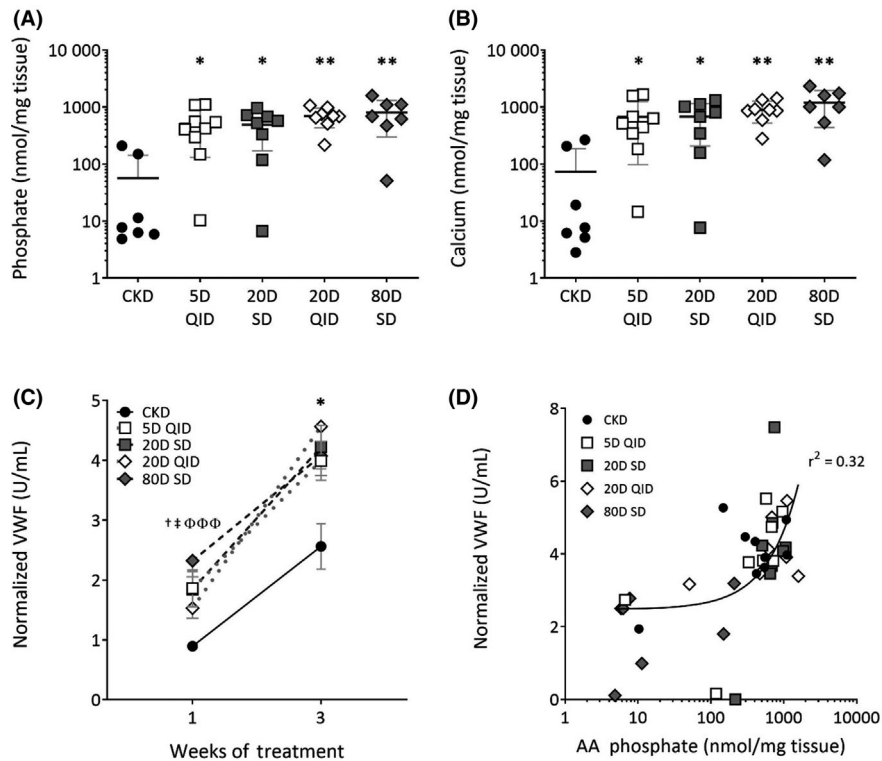 (A)
Phosphate (nmol/mg tissue)
10 000
1000
100
10
1
* * ** **
CKD 5D 20D 20D 80D
QID SD QID SD
(B)
Calcium (nmol/mg tissue)
10 000
1000
100
10
1
* * ** **
CKD 5D 20D 20D 80D
QID SD QID SD
(C)
Normalized VWF (U/mL)
5
4
3
2
1
0
CKD
5D QID
20D SD
20D QID
80D SD
*
†‡ΦΦΦ
1 3
Weeks of treatment
(D)
Normalized VWF (U/mL)
8
6
4
2
0
CKD
5D QID
20D SD
20D QID
80D SD
r² = 0.32
1 10 100 1000 10000
AA phosphate (nmol/mg tissue)